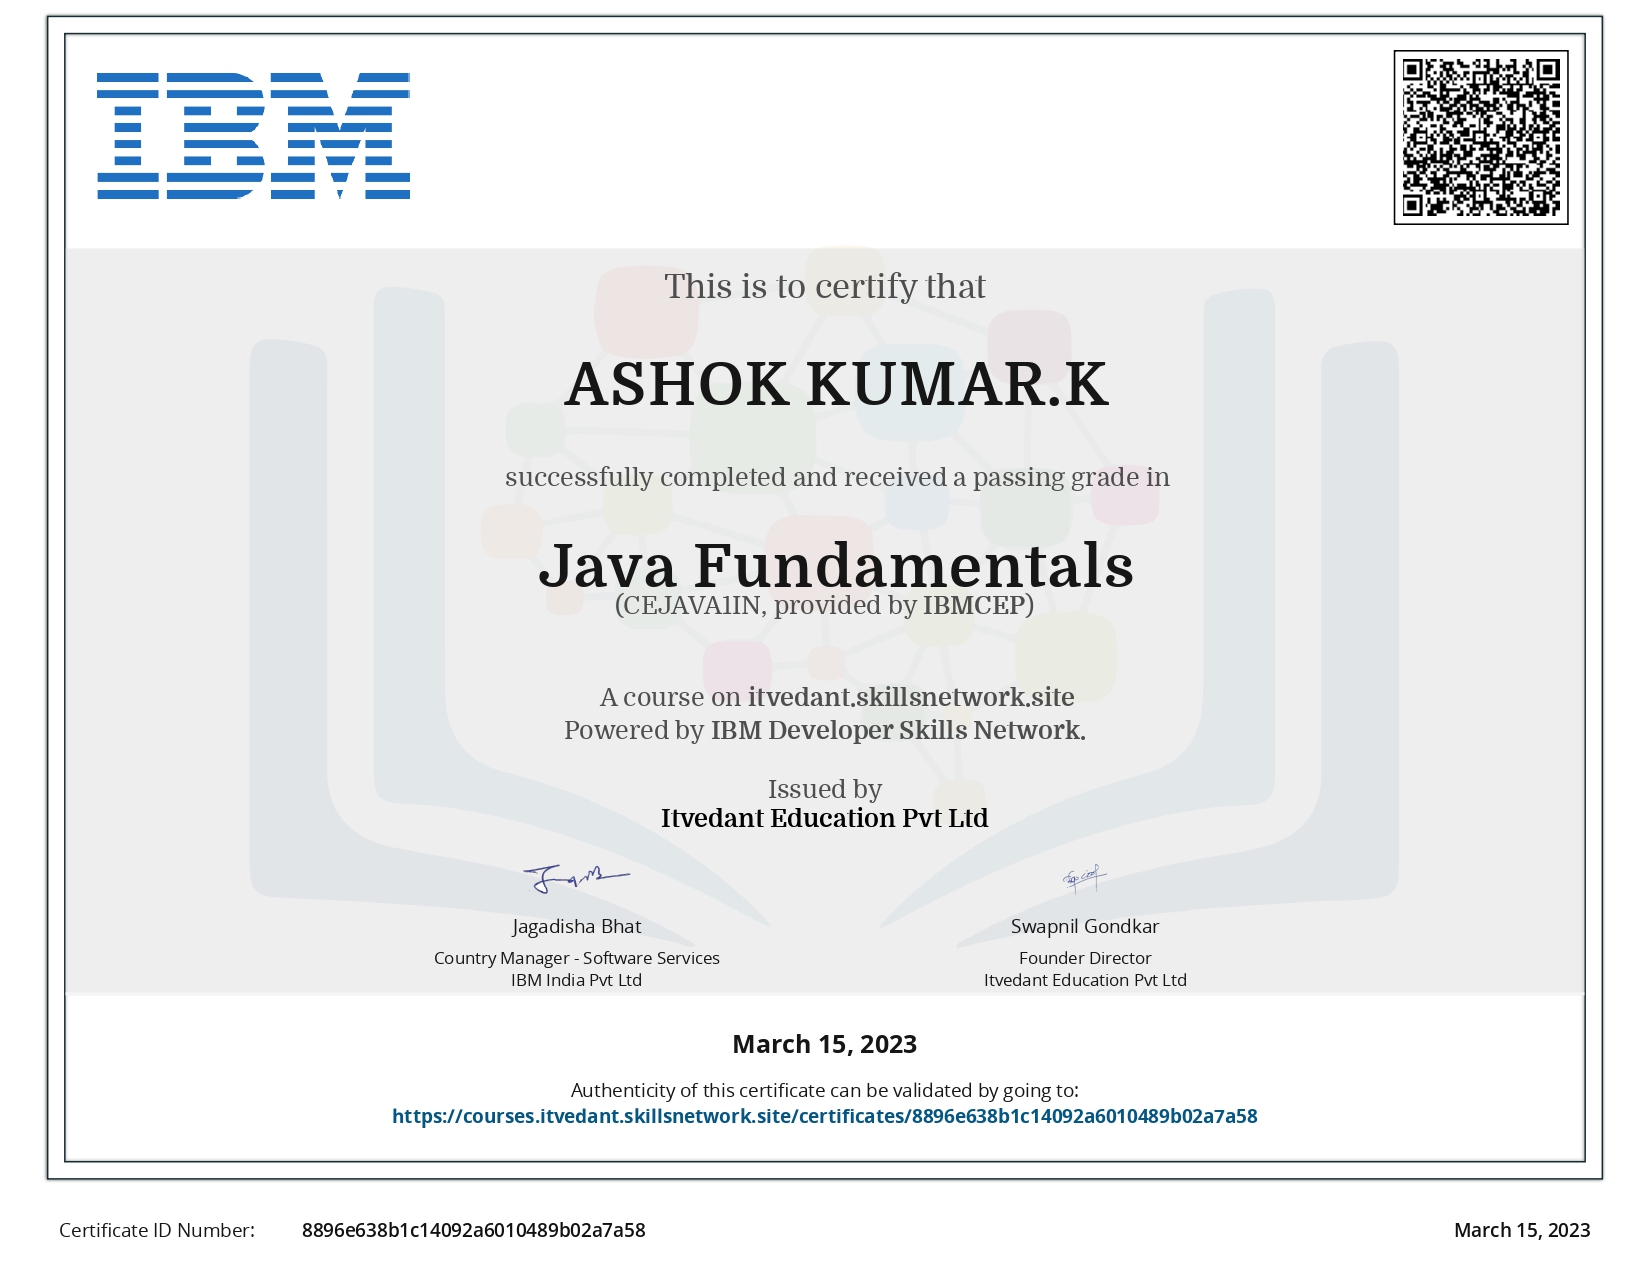 IBM
This is to certify that
ASHOK KUMAR.K
successfully completed and received a passing grade in
Java Fundamentals
(CEJAVA1IN, provided by IBMCEP)
A course on itvedant.skillsnetwork.site
Powered by IBM Developer Skills Network.
Issued by
Itvedant Education Pvt Ltd
Jagadisha Bhat
Country Manager - Software Services
IBM India Pvt Ltd
Swapnil Gondkar
Founder Director
Itvedant Education Pvt Ltd
March 15, 2023
Authenticity of this certificate can be validated by going to:
https://courses.itvedant.skillsnetwork.site/certificates/8896e638b1c14092a6010489b02a7a58
Certificate ID Number: 8896e638b1c14092a6010489b02a7a58
March 15, 2023